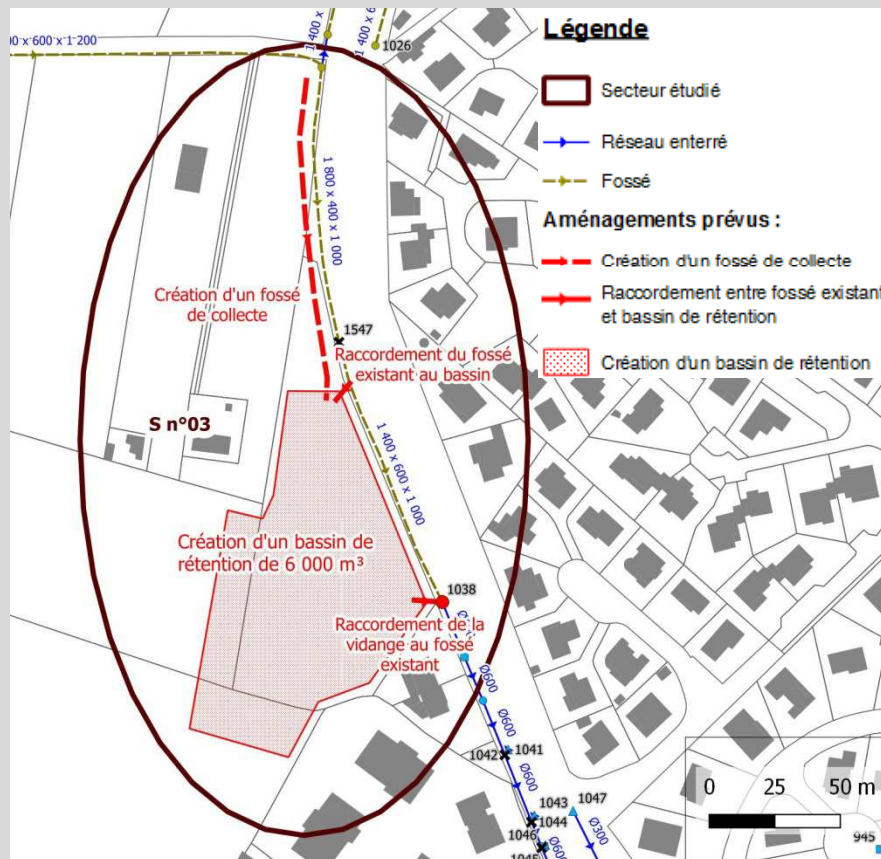 Légende
Secteur étudié
Réseau enterré
Fossé
Aménagements prévus :
Création d'un fossé de collecte
Raccordement entre fossé existant
et bassin de rétention
Création d'un bassin de rétention
00 x 600 x 1 200
1 400 x
1 400 x 6
1026
1 800 x 400 x 1 000
Création d'un fossé
de collecte
1547
Raccordement du fossé
existant au bassin
S n°03
1 400 x 600 x 1 000
Création d'un bassin de
rétention de 6 000 m³
1038
Raccordement de la
vidange au fossé
existant
Ø600
Ø600
1041
1042
Ø600
1043
1047
1044
1046
Ø300
Ø600
1045
0 25 50 m
945